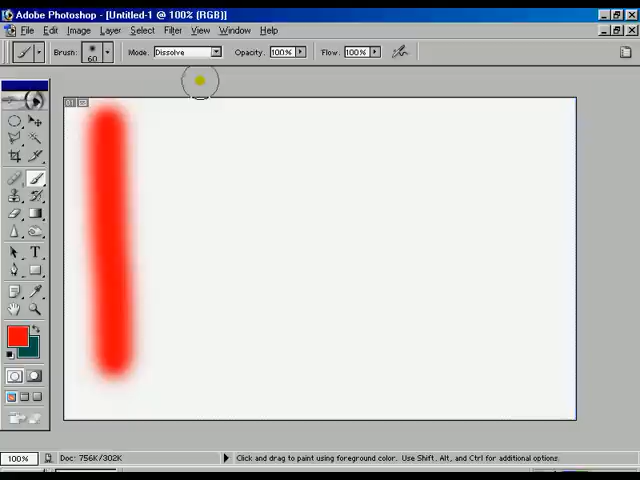 Adobe Photoshop - [Untitled-1 @ 100% (RGB)]
File Edit Image Layer Select Filter View Window Help
Brush: 60 Mode: Dissolve Opacity: 100% Flow: 100%
01
T
100% Doc: 756K/302K Click and drag to paint using foreground color. Use Shift, Alt, and Ctrl for additional options.